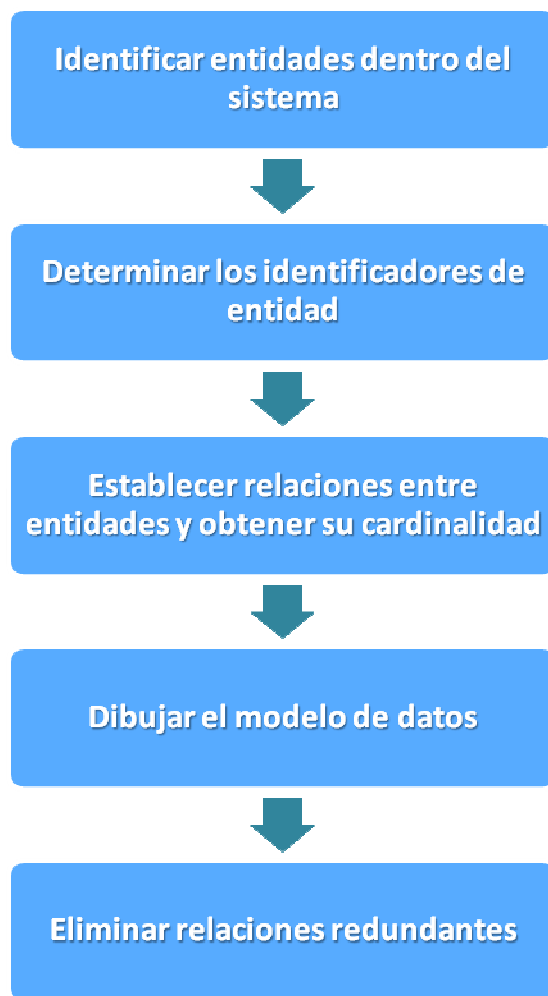 Identificar entidades dentro del
sistema
Determinar los identificadores de
entidad
Establecer relaciones entre
entidades y obtener su cardinalidad
Dibujar el modelo de datos
Eliminar relaciones redundantes